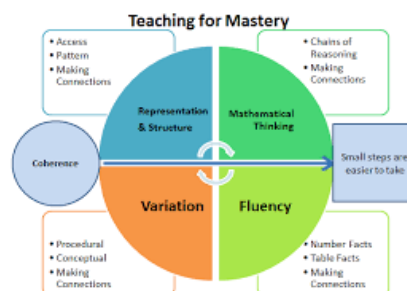 Teaching for Mastery
• Access
• Pattern
• Making
Connections
• Chains of
Reasoning
• Making
Connections
Representation
& Structure
Mathematical
Thinking
Coherence
Small steps are
easier to take
Variation
Fluency
• Procedural
• Conceptual
• Making
Connections
• Number Facts
• Table Facts
• Making
Connections